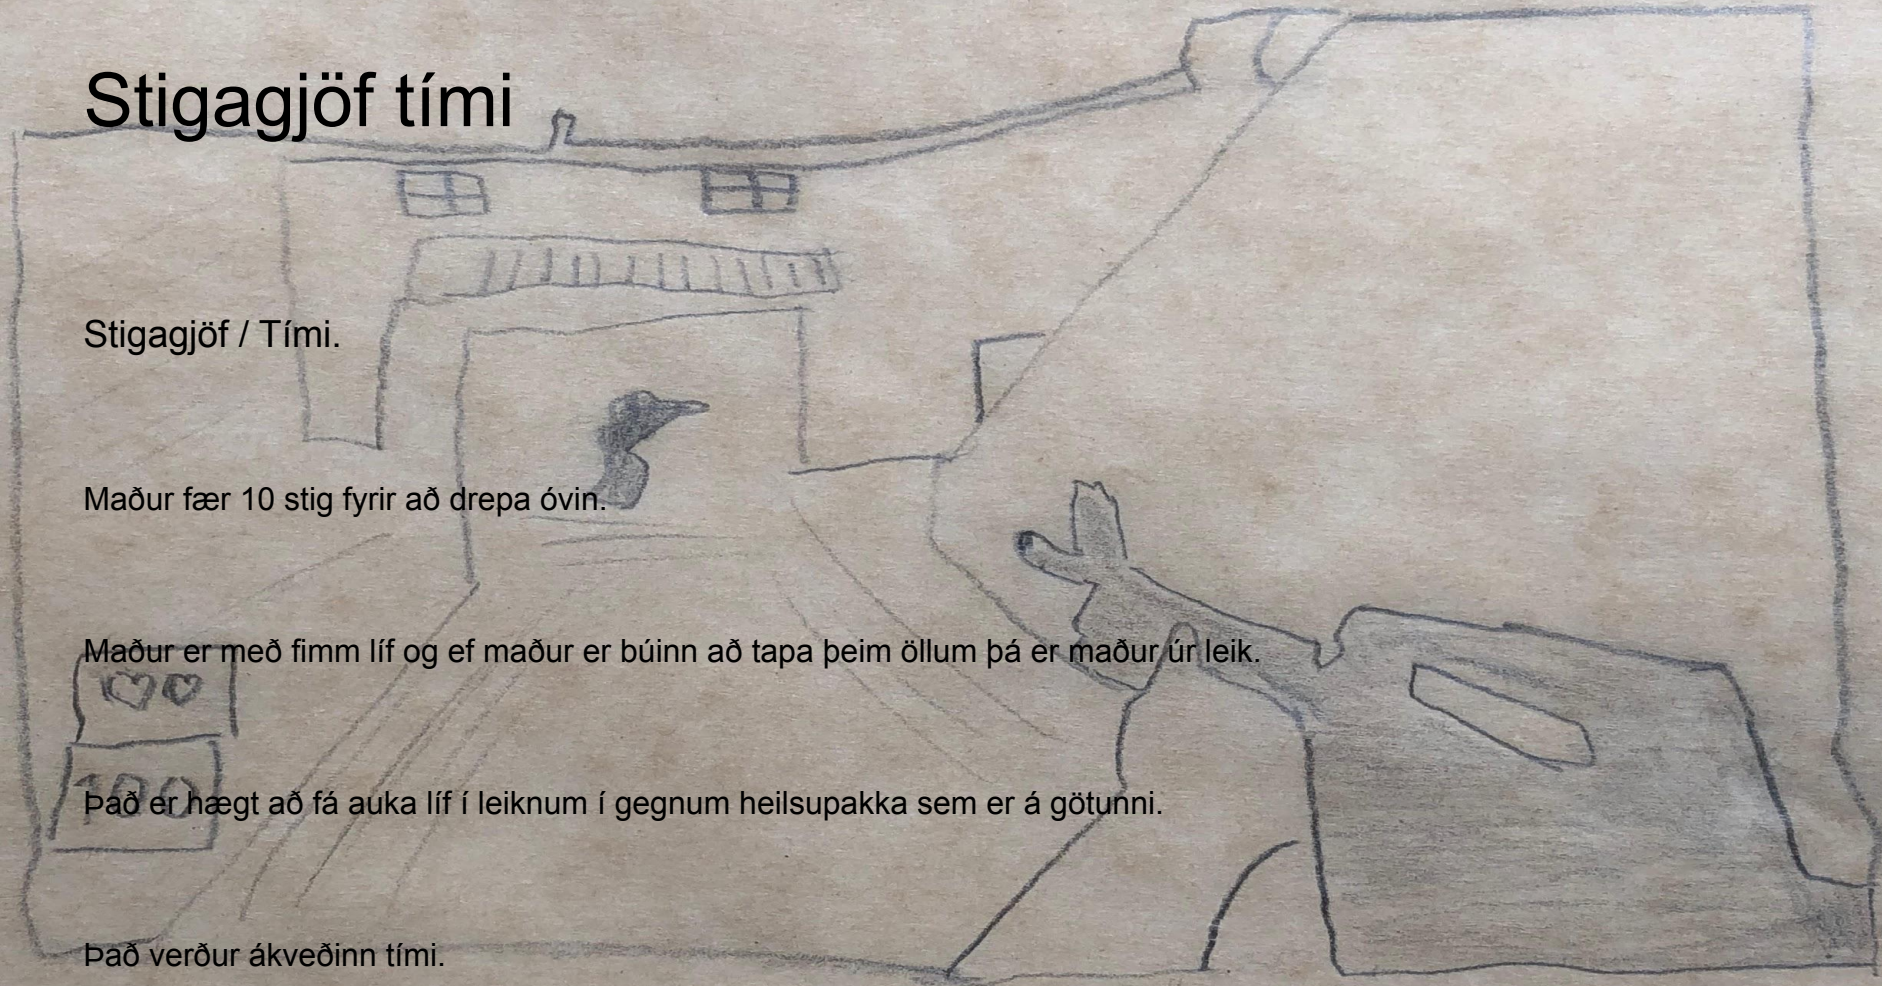 Stigagjöf tími
Stigagjöf / Tími.
Maður fær 10 stig fyrir að drepa óvin.
Maður er með fimm líf og ef maður er búinn að tapa þeim öllum þá er maður úr leik.
100
Það er hægt að fá auka líf í leiknum í gegnum heilsupakka sem er á götunni.
Það verður ákveðinn tími.